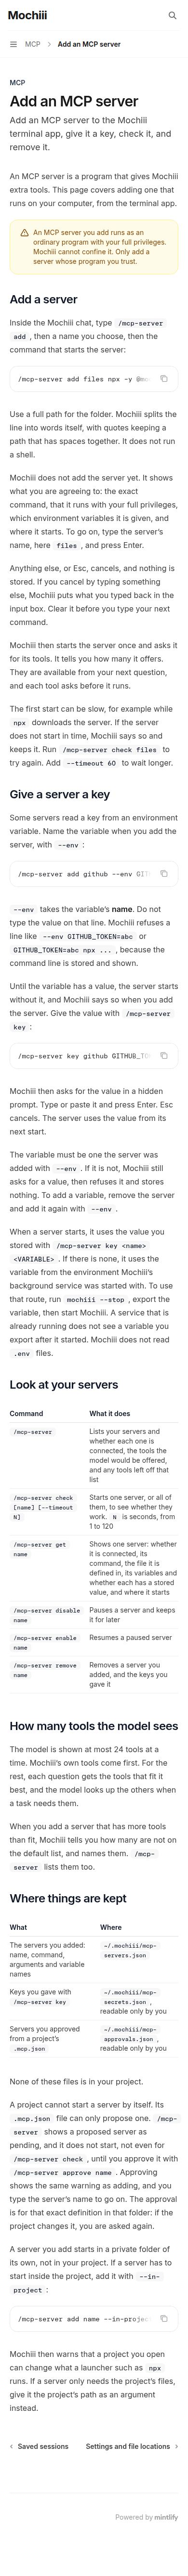 Mochiii
MCP > Add an MCP server
MCP
Add an MCP server
Add an MCP server to the Mochiii
terminal app, give it a key, check it, and
remove it.
An MCP server is a program that gives Mochiii
extra tools. This page covers adding one that
runs on your computer, from the terminal app.
An MCP server you add runs as an
ordinary program with your full privileges.
Mochiii cannot confine it. Only add a
server whose program you trust.
Add a server
Inside the Mochiii chat, type /mcp-server
add , then a name you choose, then the
command that starts the server:
/mcp-server add files npx -y
Use a full path for the folder. Mochiii splits the
line into words itself, with quotes keeping a
path that has spaces together. It does not run
a shell.
Mochiii does not add the server yet. It shows
what you are agreeing to: the exact
command, that it runs with your full privileges,
which environment variables it is given, and
where it starts. To go on, type the server's
name, here files , and press Enter.
Anything else, or Esc, cancels, and nothing is
stored. If you cancel by typing something
else, Mochiii puts what you typed back in the
input box. Clear it before you type your next
command.
Mochiii then starts the server once and asks it
for its tools. It tells you how many it offers.
They are available from your next question,
and each tool asks before it runs.
The first start can be slow, for example while
npx downloads the server. If the server
does not start in time, Mochiii says so and
keeps it. Run /mcp-server check files to
try again. Add --timeout 60 to wait longer.
Give a server a key
Some servers read a key from an environment
variable. Name the variable when you add the
server, with --env :
/mcp-server add github --env GIT
--env takes the variable's name. Do not
type the value on that line. Mochiii refuses a
line like --env GITHUB_TOKEN=abc or
GITHUB_TOKEN=abc npx ... , because the
command line is stored and shown.
Until the variable has a value, the server starts
without it, and Mochiii says so when you add
the server. Give the value with /mcp-server
key :
/mcp-server key github GITHUB_TO
Mochiii then asks for the value in a hidden
prompt. Type or paste it and press Enter. Esc
cancels. The server uses the value from its
next start.
The variable must be one the server was
added with --env . If it is not, Mochiii still
asks for a value, then refuses it and stores
nothing. To add a variable, remove the server
and add it again with --env .
When a server starts, it uses the value you
stored with /mcp-server key <name>
<VARIABLE> . If there is none, it uses the
variable from the environment Mochiii's
background service was started with. To use
that route, run mochiii --stop , export the
variable, then start Mochiii. A service that is
already running does not see a variable you
export after it started. Mochiii does not read
.env files.
Look at your servers
Command What it does
/mcp-server Lists your servers and
whether each one is
connected, the tools the
model would be offered,
and any tools left off that
list
/mcp-server check Starts one server, or all of
[name] [--timeout them, to see whether they
N] work. N is seconds, from
1 to 120
/mcp-server get Shows one server: whether
name it is connected, its
command, the file it is
defined in, its variables and
whether each has a stored
value, and where it starts
/mcp-server disable Pauses a server and keeps
name it for later
/mcp-server enable Resumes a paused server
name
/mcp-server remove Removes a server you
name added, and the keys you
gave it
How many tools the model sees
The model is shown at most 24 tools at a
time. Mochiii's own tools come first. For the
rest, each question gets the tools that fit it
best, and the model looks up the others when
a task needs them.
When you add a server that has more tools
than fit, Mochiii tells you how many are not on
the default list, and names them. /mcp-
server lists them too.
Where things are kept
What Where
The servers you added: ~/.mochiii/mcp-
name, command, servers.json
arguments and variable
names
Keys you gave with ~/.mochiii/mcp-
/mcp-server key secrets.json ,
readable only by you
Servers you approved ~/.mochiii/mcp-
from a project's approvals.json ,
.mcp.json readable only by you
None of these files is in your project.
A project cannot start a server by itself. Its
.mcp.json file can only propose one. /mcp-
server shows a proposed server as
pending, and it does not start, not even for
/mcp-server check , until you approve it with
/mcp-server approve name . Approving
shows the same warning as adding, and you
type the server's name to go on. The approval
is for that exact definition in that folder: if the
project changes it, you are asked again.
A server you add starts in a private folder of
its own, not in your project. If a server has to
start inside the project, add it with --in-
project :
/mcp-server add name --in-projec
Mochiii then warns that a project you open
can change what a launcher such as npx
runs. If a server only needs the project's files,
give it the project's path as an argument
instead.
< Saved sessions Settings and file locations >
Powered by mintlify